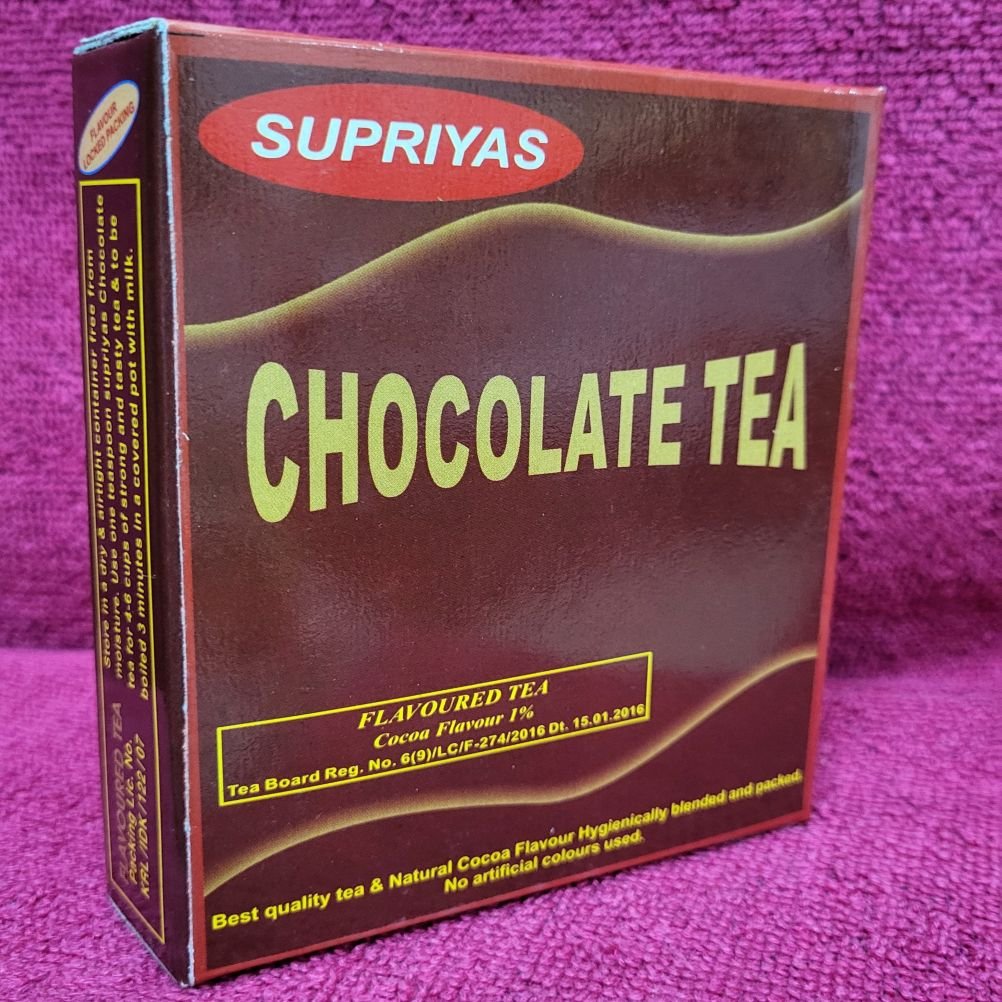 FLAVOUR
LOCKED PACKING
Store in a dry & airtight container free from
moisture. Use one teaspoon supriyas Chocolate
tea for 4-6 cups of strong and tasty tea & to be
boiled 3 minutes in a covered pot with milk.
FLAVOURED TEA
Packing Lic. No.
KRL/IDK/122/07
SUPRIYAS
CHOCOLATE TEA
FLAVOURED TEA
Cocoa Flavour 1%
Tea Board Reg. No. 6(9)/LC/F-274/2016 Dt. 15.01.2016
Best quality tea & Natural Cocoa Flavour Hygienically blended and packed.
No artificial colours used.